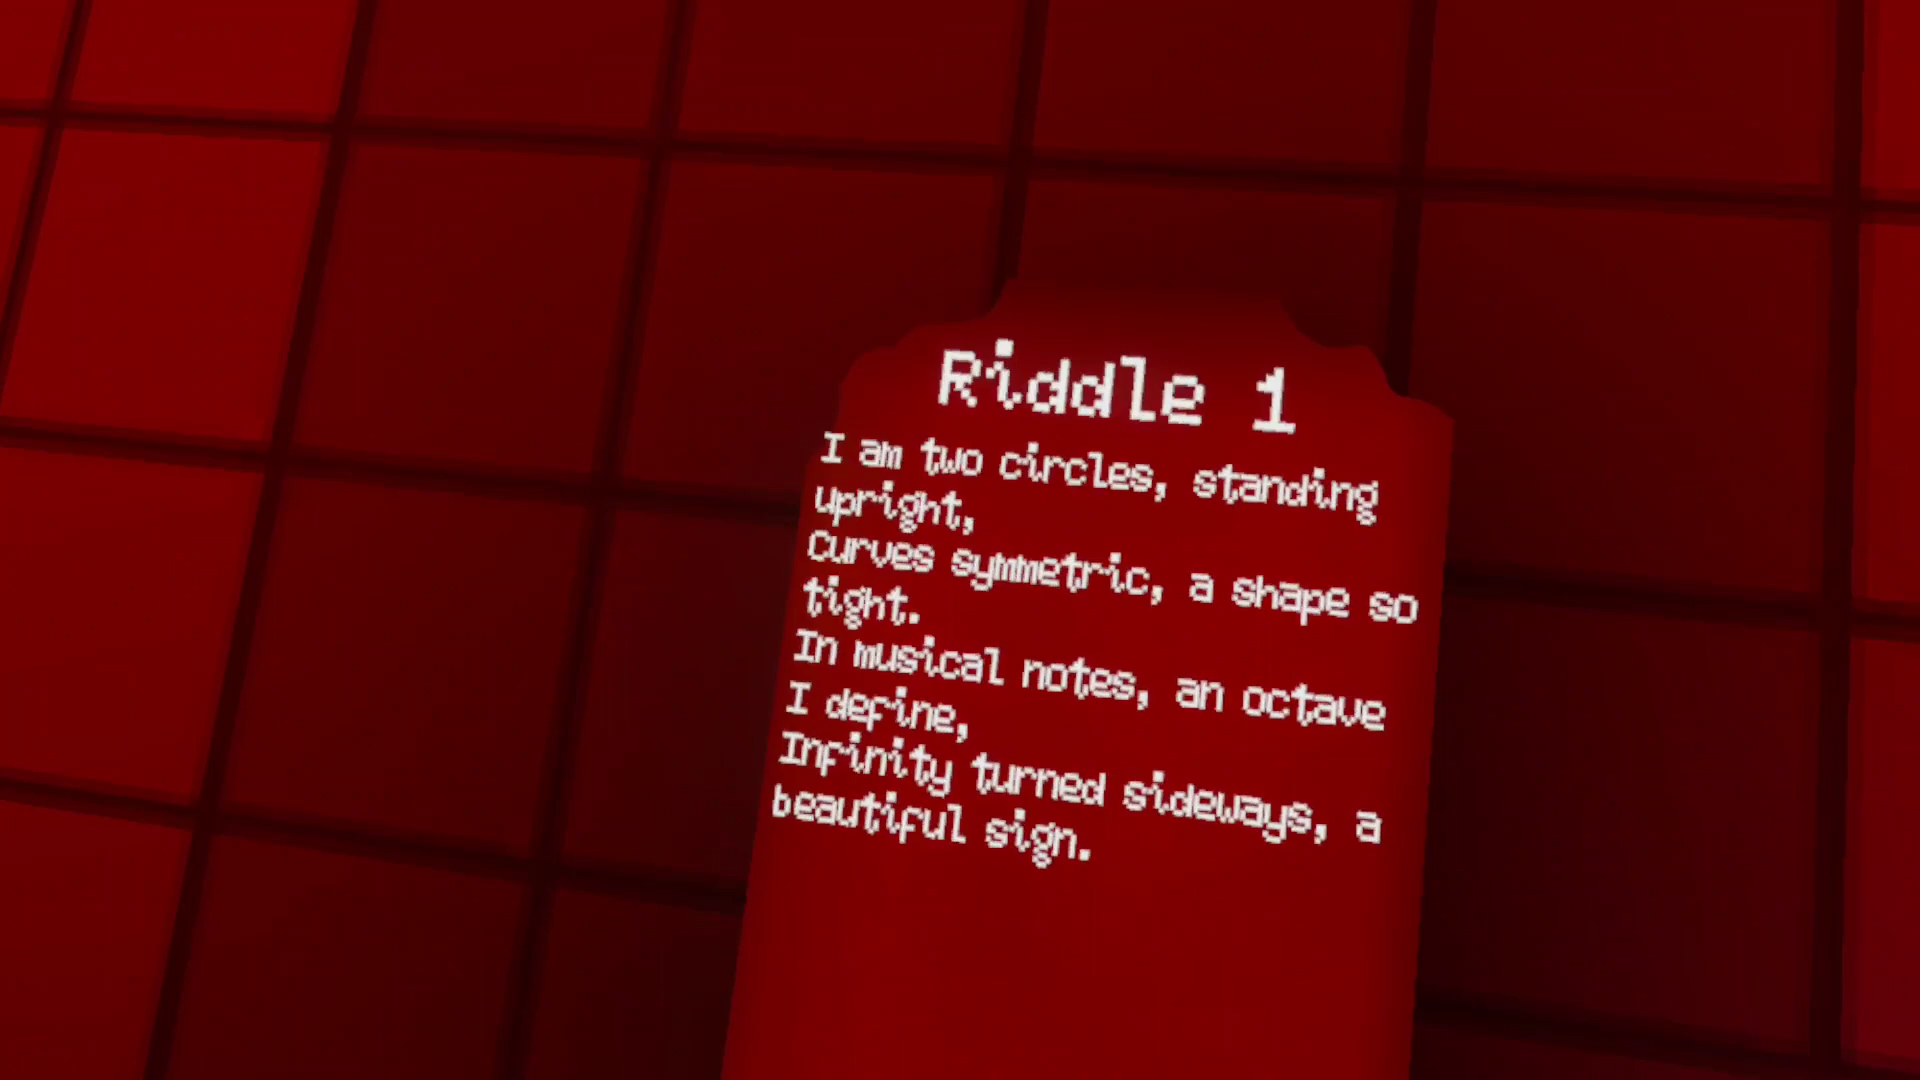 Riddle 1
I am two circles, standing
upright,
Curves symmetric, a shape so
tight.
In musical notes, an octave
I define,
Infinity turned sideways, a
beautiful sign.